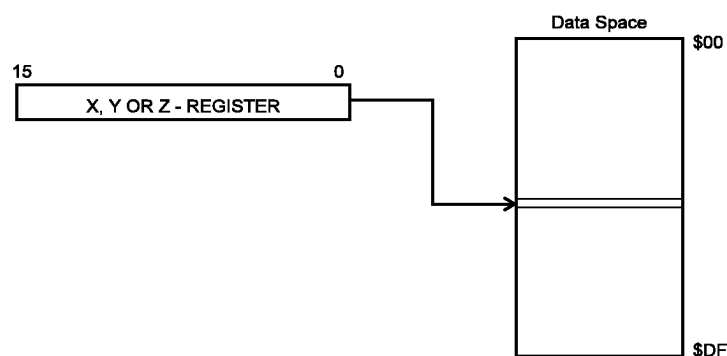 Data Space
$00
15 0
X, Y OR Z - REGISTER
$DF